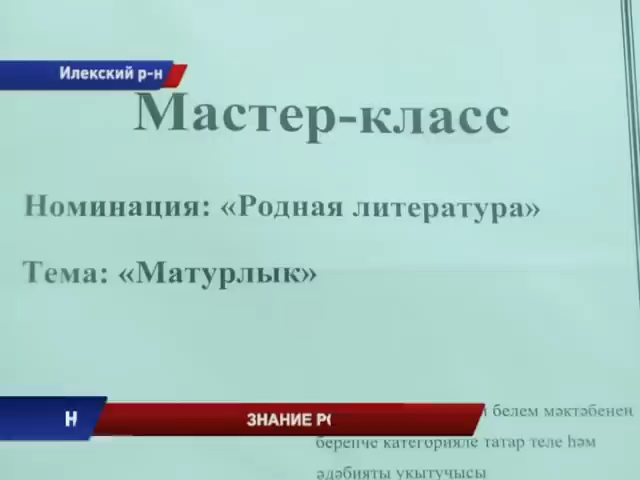 Илекский р-н
Мастер-класс
Номинация: «Родная литература»
Тема: «Матурлык»
Н
ЗНАНИЕ
белем мәктәбенең
беренче категорияле татар теле һәм
әдәбияты укытучысы